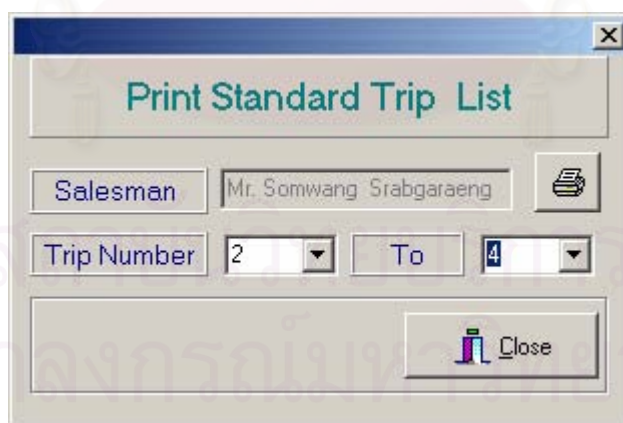 Print Standard Trip List
Salesman Mr. Somwang Srabgaraeng
Trip Number 2 To 4
Close